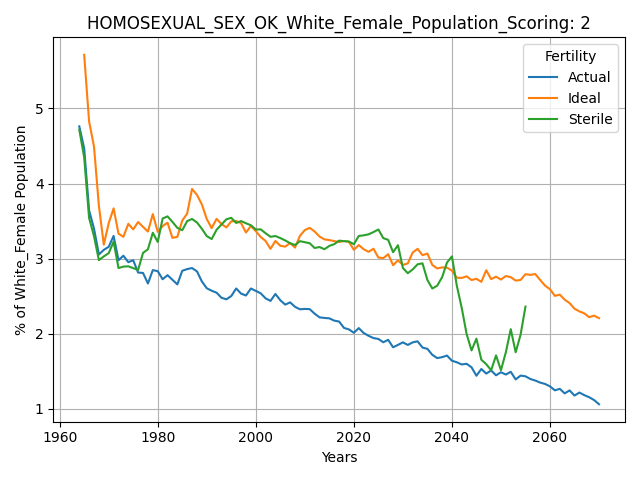 HOMOSEXUAL_SEX_OK_White_Female_Population_Scoring: 2
Fertility
Actual
Ideal
Sterile
% of White_Female Population
5
4
3
2
1
1960 1980 2000 2020 2040 2060
Years